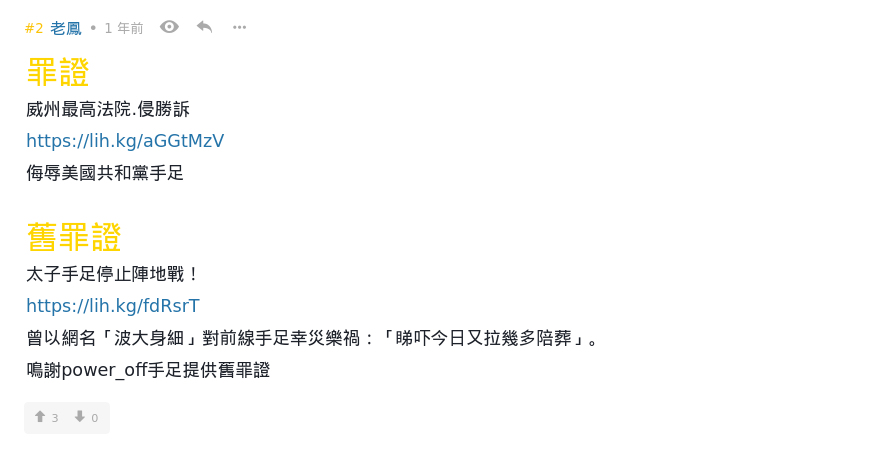 #2 老鳳 • 1 年前
罪證
威州最高法院.侵勝訴
https://lih.kg/aGGtMzV
侮辱美國共和黨手足
舊罪證
太子手足停止陣地戰！
https://lih.kg/fdRsrT
曾以網名「波大身細」對前線手足幸災樂禍：「睇吓今日又拉幾多陪葬」。
鳴謝power_off手足提供舊罪證
3 0